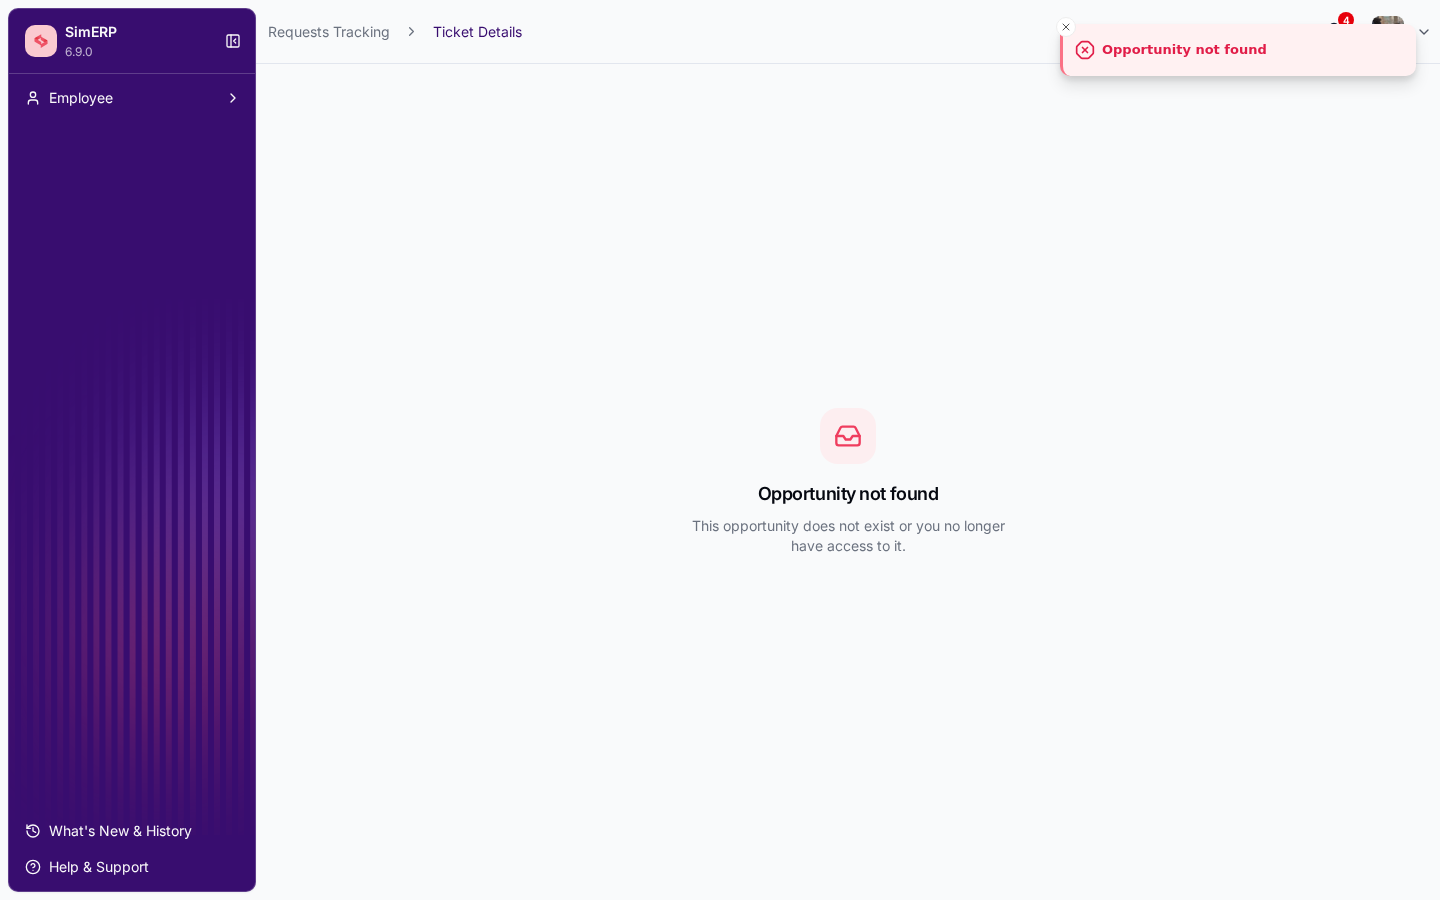 SimERP
6.9.0
Employee
What's New & History
Help & Support
Requests Tracking
Ticket Details
4
Opportunity not found
Opportunity not found
This opportunity does not exist or you no longer
have access to it.